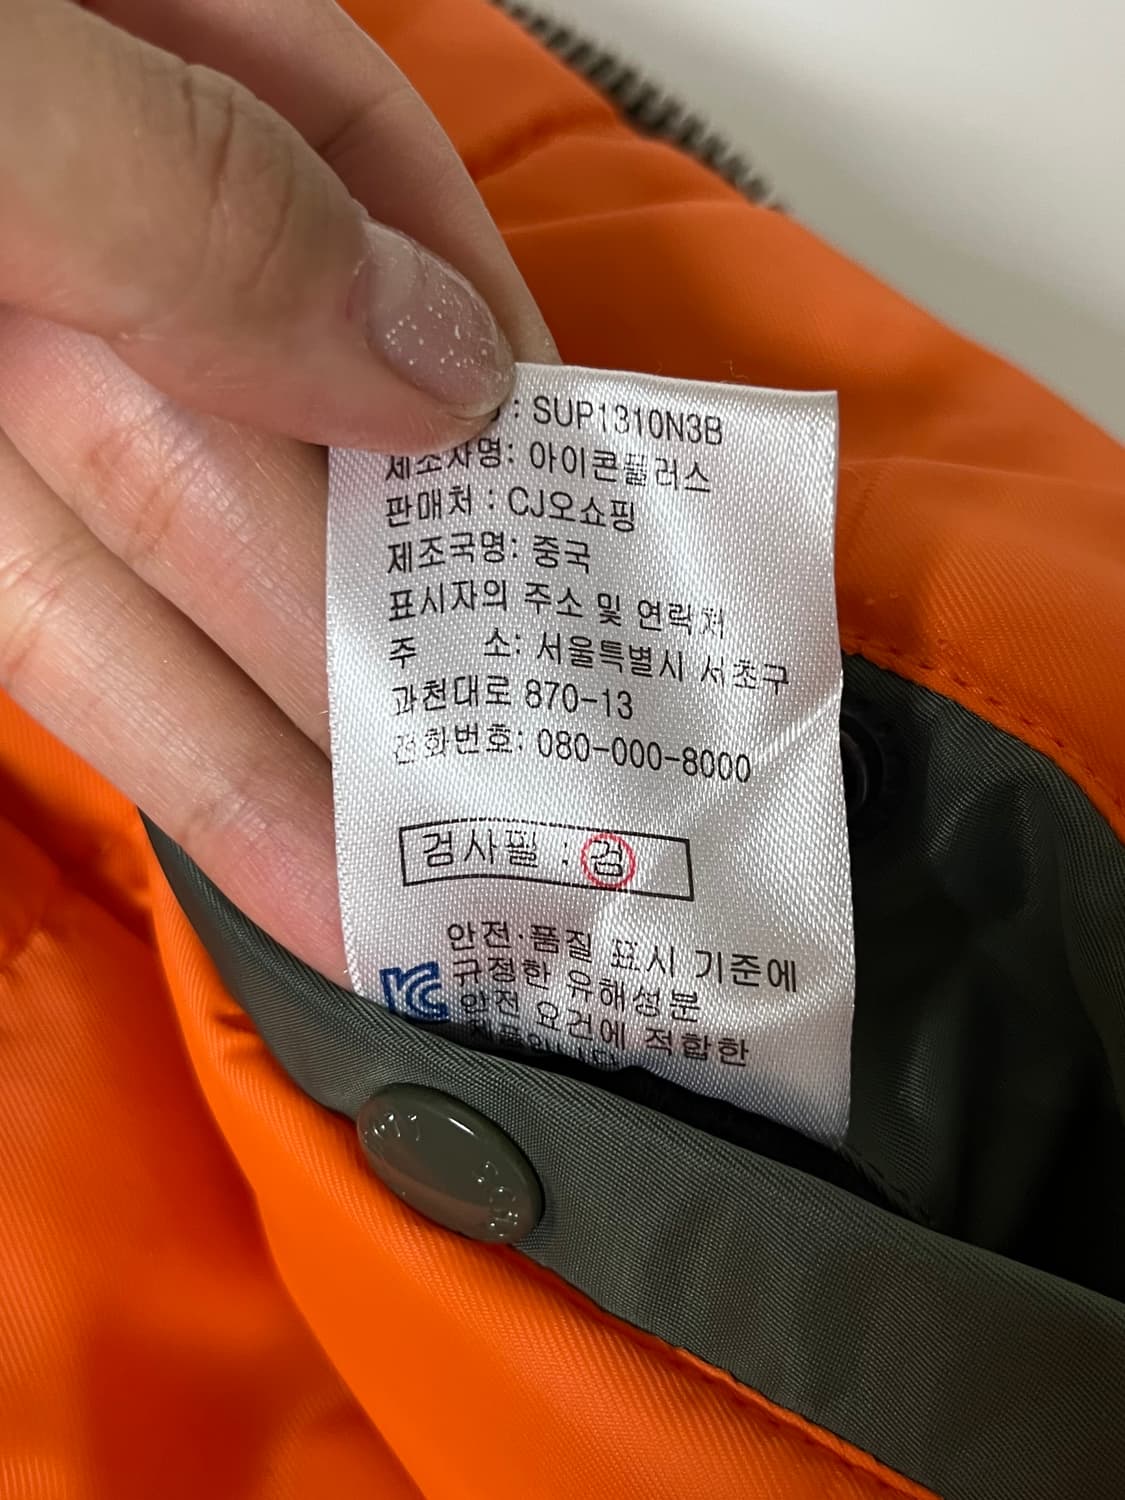 : SUP1310N3B
제조자명: 아이콘플러스
판매처 : CJ오쇼핑
제조국명: 중국
표시자의 주소 및 연락처
주 소: 서울특별시 서초구
과천대로 870-13
전화번호: 080-000-8000
검사필 : 검
안전·품질 표시 기준에
규정한 유해성분
안전 요건에 적합한